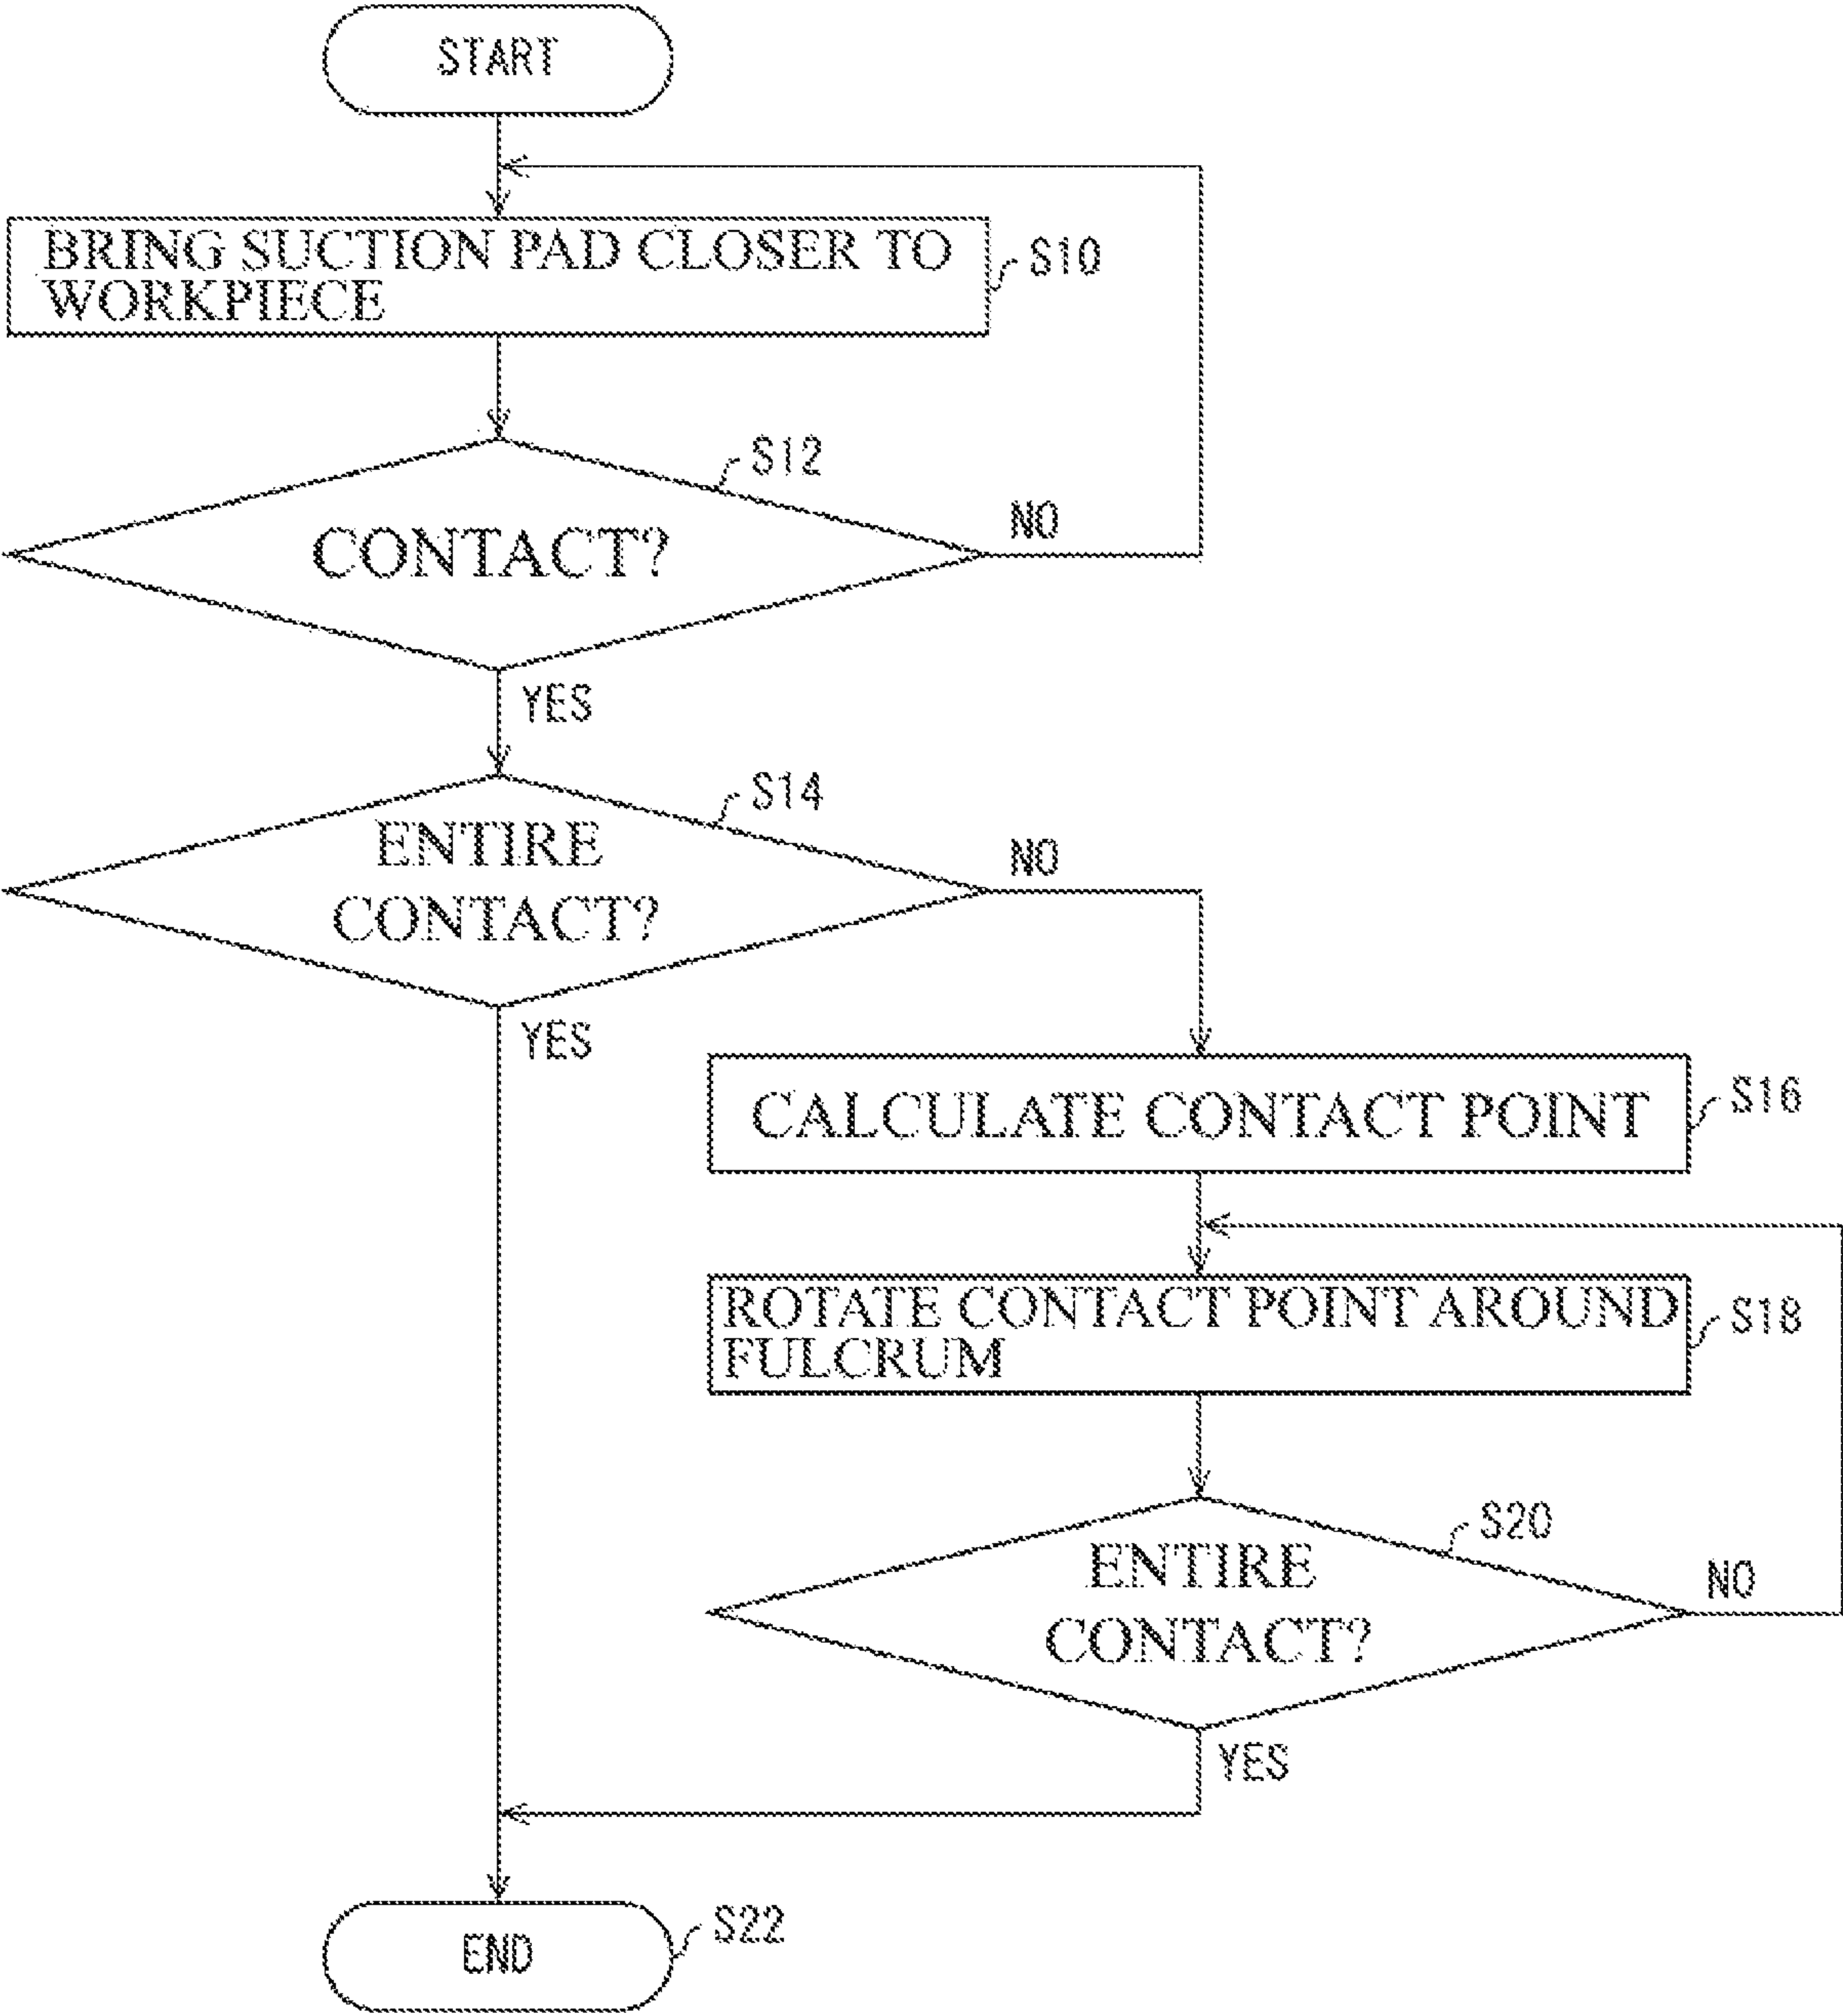 START
BRING SUCTION PAD CLOSER TO
WORKPIECE
S10
S12
CONTACT?
NO
YES
S14
ENTIRE
CONTACT?
NO
YES
CALCULATE CONTACT POINT
S16
ROTATE CONTACT POINT AROUND
FULCRUM
S18
S20
ENTIRE
CONTACT?
NO
YES
END
S22